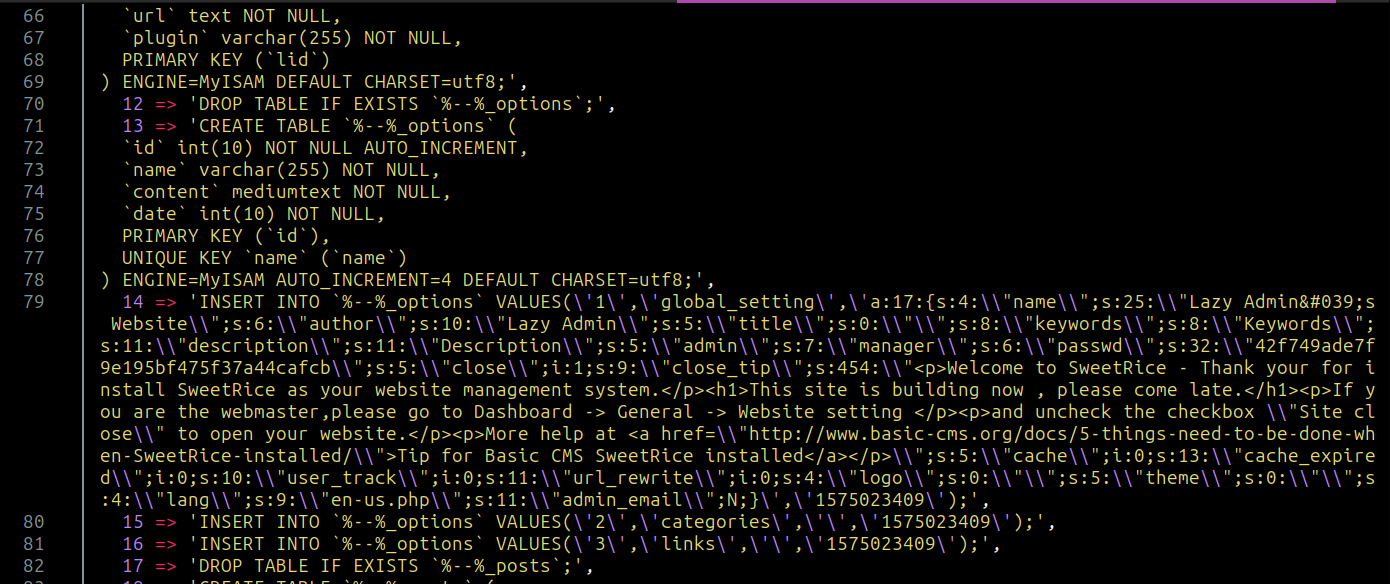 66 `url` text NOT NULL,
67 `plugin` varchar(255) NOT NULL,
68 PRIMARY KEY (`lid`)
69 ) ENGINE=MyISAM DEFAULT CHARSET=utf8;',
70 12 => 'DROP TABLE IF EXISTS `%--%_options`;',
71 13 => 'CREATE TABLE `%--%_options` (
72 `id` int(10) NOT NULL AUTO_INCREMENT,
73 `name` varchar(255) NOT NULL,
74 `content` mediumtext NOT NULL,
75 `date` int(10) NOT NULL,
76 PRIMARY KEY (`id`),
77 UNIQUE KEY `name` (`name`)
78 ) ENGINE=MyISAM AUTO_INCREMENT=4 DEFAULT CHARSET=utf8;',
79 14 => 'INSERT INTO `%--%_options` VALUES(\'1\',\'global_setting\',\'a:17:{s:4:\\"name\\";s:25:\\"Lazy Admin&#039;s
Website\\";s:6:\\"author\\";s:10:\\"Lazy Admin\\";s:5:\\"title\\";s:0:\\"\\";s:8:\\"keywords\\";s:8:\\"Keywords\\";
s:11:\\"description\\";s:11:\\"Description\\";s:5:\\"admin\\";s:7:\\"manager\\";s:6:\\"passwd\\";s:32:\\"42f749ade7f
9e195bf475f37a44cafcb\\";s:5:\\"close\\";i:1;s:9:\\"close_tip\\";s:454:\\"<p>Welcome to SweetRice - Thank your for i
nstall SweetRice as your website management system.</p><h1>This site is building now , please come late.</h1><p>If y
ou are the webmaster,please go to Dashboard -> General -> Website setting </p><p>and uncheck the checkbox \\"Site cl
ose\\" to open your website.</p><p>More help at <a href=\\"http://www.basic-cms.org/docs/5-things-need-to-be-done-wh
en-SweetRice-installed/\\">Tip for Basic CMS SweetRice installed</a></p>\\";s:5:\\"cache\\";i:0;s:13:\\"cache_expire
d\\";i:0;s:10:\\"user_track\\";i:0;s:11:\\"url_rewrite\\";i:0;s:4:\\"logo\\";s:0:\\"\\";s:5:\\"theme\\";s:0:\\"\\";s
:4:\\"lang\\";s:9:\\"en-us.php\\";s:11:\\"admin_email\\";N;}\',\'1575023409\');',
80 15 => 'INSERT INTO `%--%_options` VALUES(\'2\',\'categories\',\'\',\'1575023409\');',
81 16 => 'INSERT INTO `%--%_options` VALUES(\'3\',\'links\',\'\',\'1575023409\');',
82 17 => 'DROP TABLE IF EXISTS `%--%_posts`;',